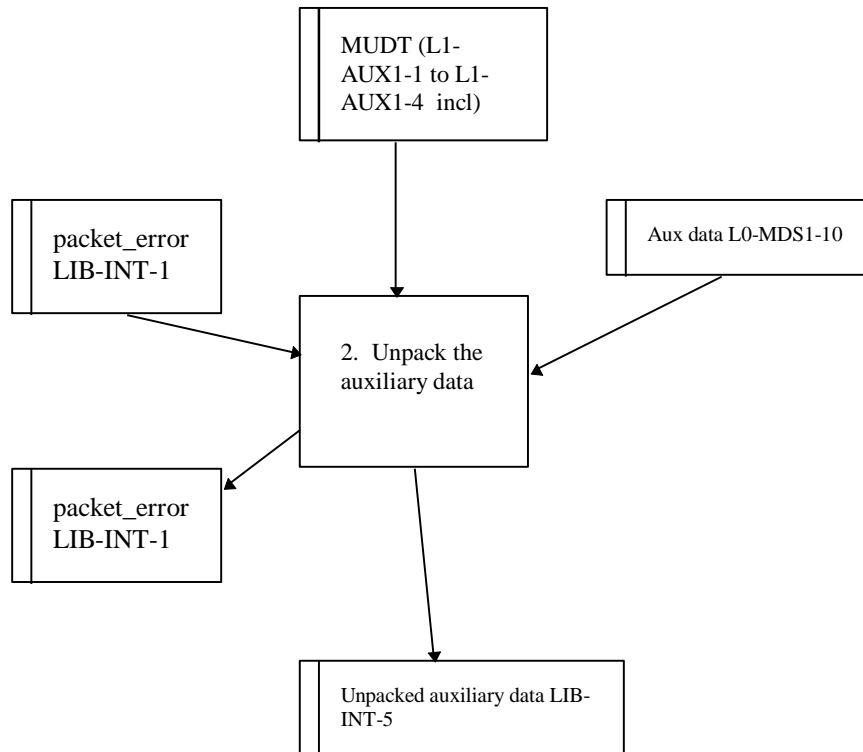 MUDT (L1-
AUX1-1 to L1-
AUX1-4 incl)
packet_error
LIB-INT-1
Aux data L0-MDS1-10
2. Unpack the
auxiliary data
packet_error
LIB-INT-1
Unpacked auxiliary data LIB-
INT-5